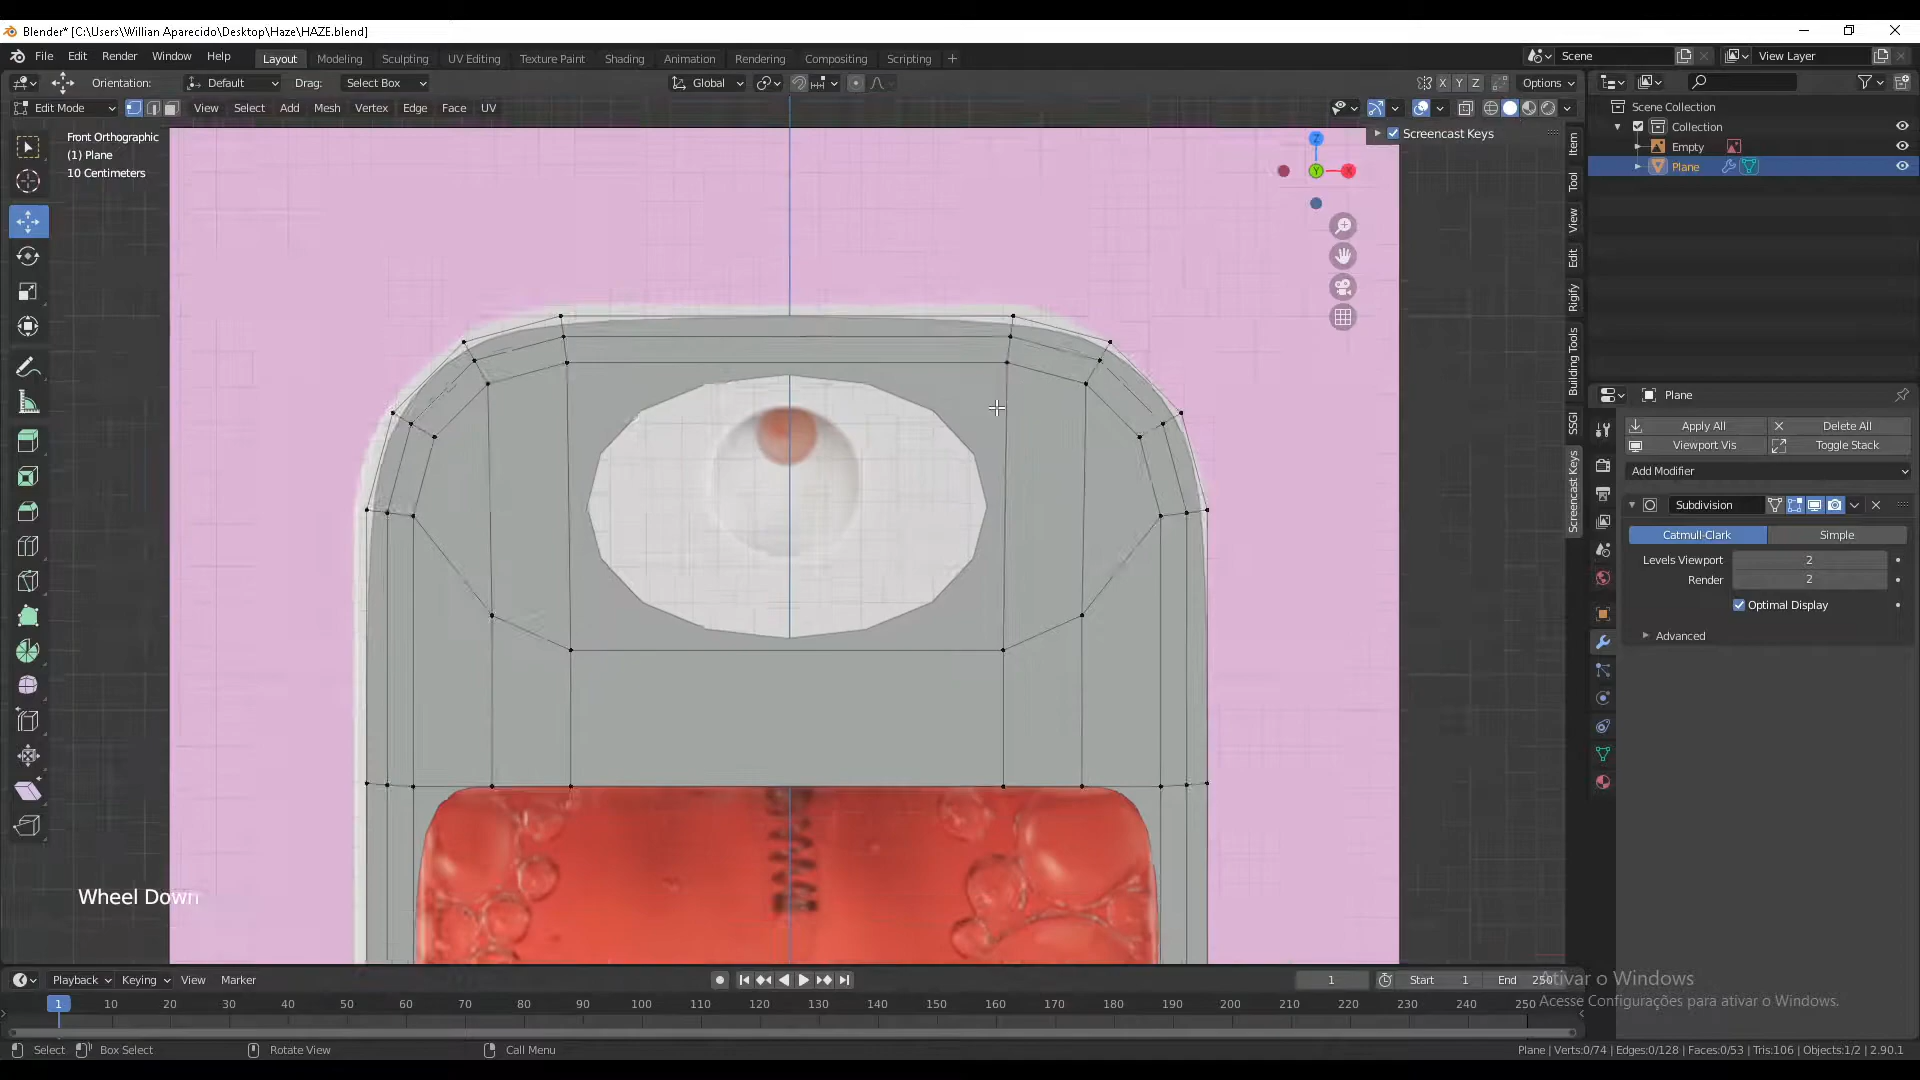 Blender* [C:\Users\Willian Aparecido\Desktop\Haze\HAZE.blend]
File Edit Render Window Help Layout Modeling Sculpting UV Editing Texture Paint Shading Animation Rendering Compositing Scripting + Scene View Layer
Orientation: Default Drag: Select Box Global X Y Z Options
Edit Mode View Select Add Mesh Vertex Edge Face UV
Scene Collection
Collection
Empty
Plane
Front Orthographic
(1) Plane
10 Centimeters
Screencast Keys
Z
Y X
Item
Tool
View
Edit
Rigify
Building Tools
SSGI
Screencast Keys
Plane
Apply All Delete All
Viewport Vis Toggle Stack
Add Modifier
Subdivision
Catmull-Clark Simple
Levels Viewport 2
Render 2
Optimal Display
Advanced
Wheel Down
Playback Keying View Marker 1 Start 1 End 250
1 10 20 30 40 50 60 70 80 90 100 110 120 130 140 150 160 170 180 190 200 210 220 230 240 250
Ativar o Windows
Acesse Configurações para ativar o Windows.
Select Box Select Rotate View Call Menu Plane | Verts:0/74 | Edges:0/128 | Faces:0/53 | Tris:106 | Objects:1/2 | 2.90.1